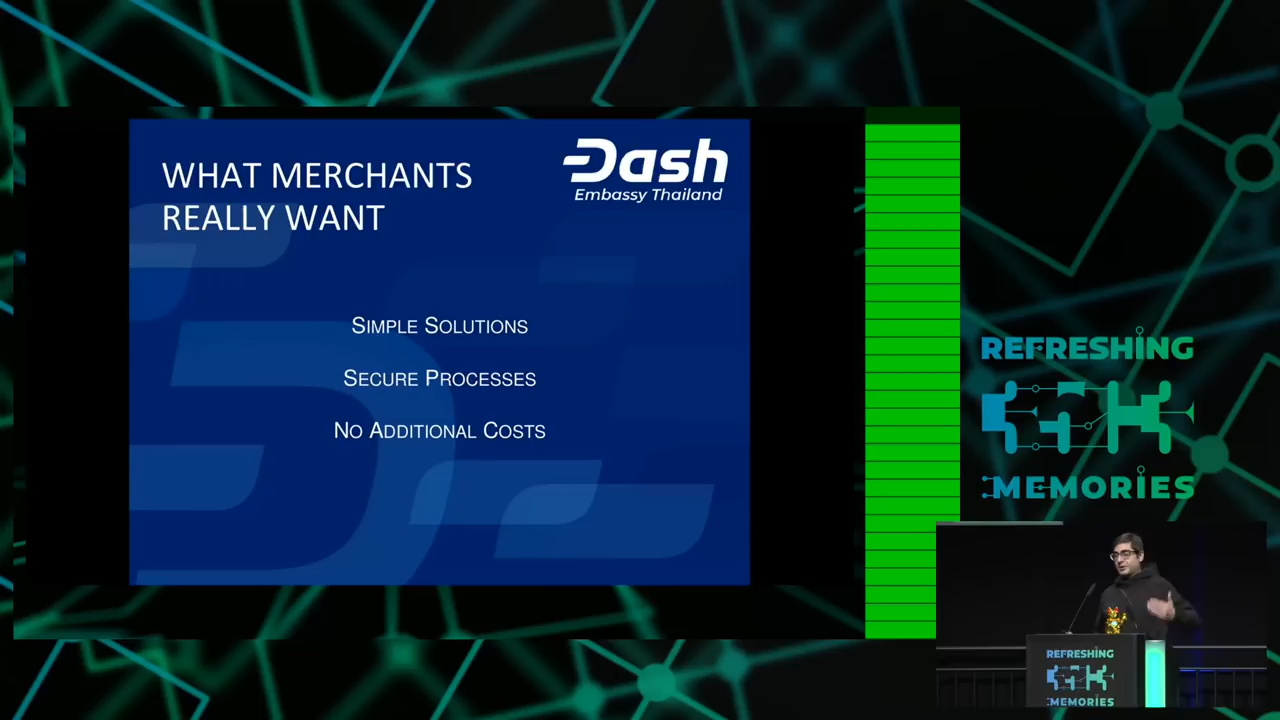 WHAT MERCHANTS
REALLY WANT
Dash
Embassy Thailand
SIMPLE SOLUTIONS
SECURE PROCESSES
NO ADDITIONAL COSTS
REFRESHING
MEMORIES
REFRESHING
MEMORIES